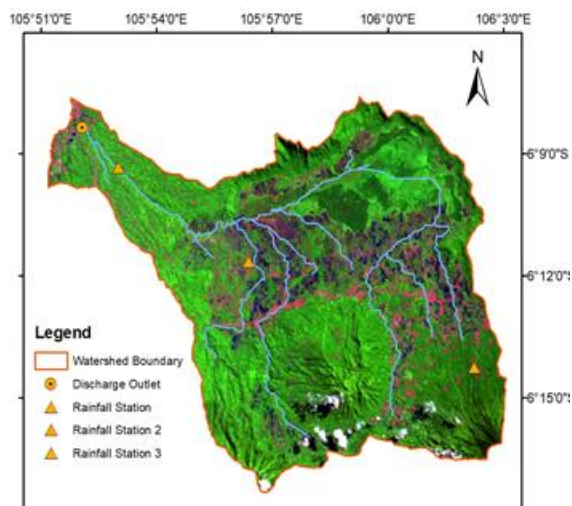 105°51'0"E 105°54'0"E 105°57'0"E 106°0'0"E 106°3'0"E
N
6°9'0"S
6°12'0"S
6°15'0"S
Legend
Watershed Boundary
Discharge Outlet
Rainfall Station
Rainfall Station 2
Rainfall Station 3